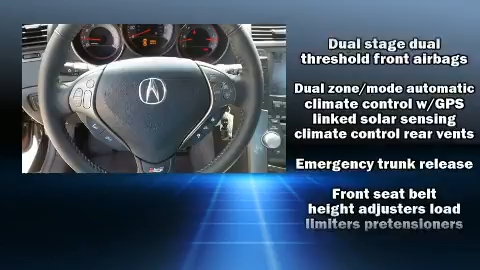 Dual stage dual
threshold front airbags
Dual zone/mode automatic
climate control w/GPS
linked solar sensing
climate control rear vents
Emergency trunk release
Front seat belt
height adjusters load
limiters pretensioners